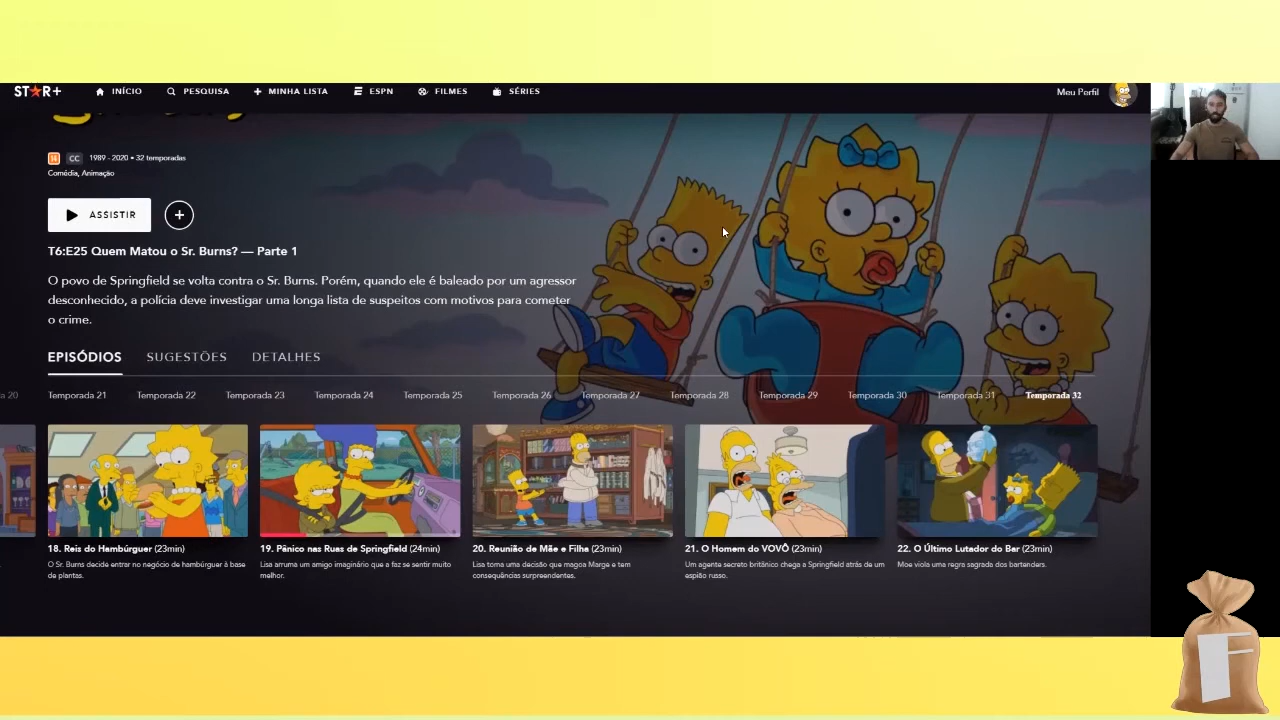 ST★R+
INÍCIO
PESQUISA
MINHA LISTA
ESPN
FILMES
SÉRIES
Meu Perfil
14 CC 1989 - 2020 • 32 temporadas
Comédia, Animação
ASSISTIR
T6:E25 Quem Matou o Sr. Burns? — Parte 1
O povo de Springfield se volta contra o Sr. Burns. Porém, quando ele é baleado por um agressor
desconhecido, a polícia deve investigar uma longa lista de suspeitos com motivos para cometer
o crime.
EPISÓDIOS
SUGESTÕES
DETALHES
a 20
Temporada 21
Temporada 22
Temporada 23
Temporada 24
Temporada 25
Temporada 26
Temporada 27
Temporada 28
Temporada 29
Temporada 30
Temporada 31
Temporada 32
18. Reis do Hambúrguer (23min)
O Sr. Burns decide entrar no negócio de hambúrguer à base
de plantas.
19. Pânico nas Ruas de Springfield (24min)
Lisa arruma um amigo imaginário que a faz se sentir muito
melhor.
20. Reunião de Mãe e Filha (23min)
Lisa toma uma decisão que magoa Marge e tem
consequências surpreendentes.
21. O Homem do VOVÔ (23min)
Um agente secreto britânico chega a Springfield atrás de um
espião russo.
22. O Último Lutador do Bar (23min)
Moe viola uma regra sagrada dos bartenders.